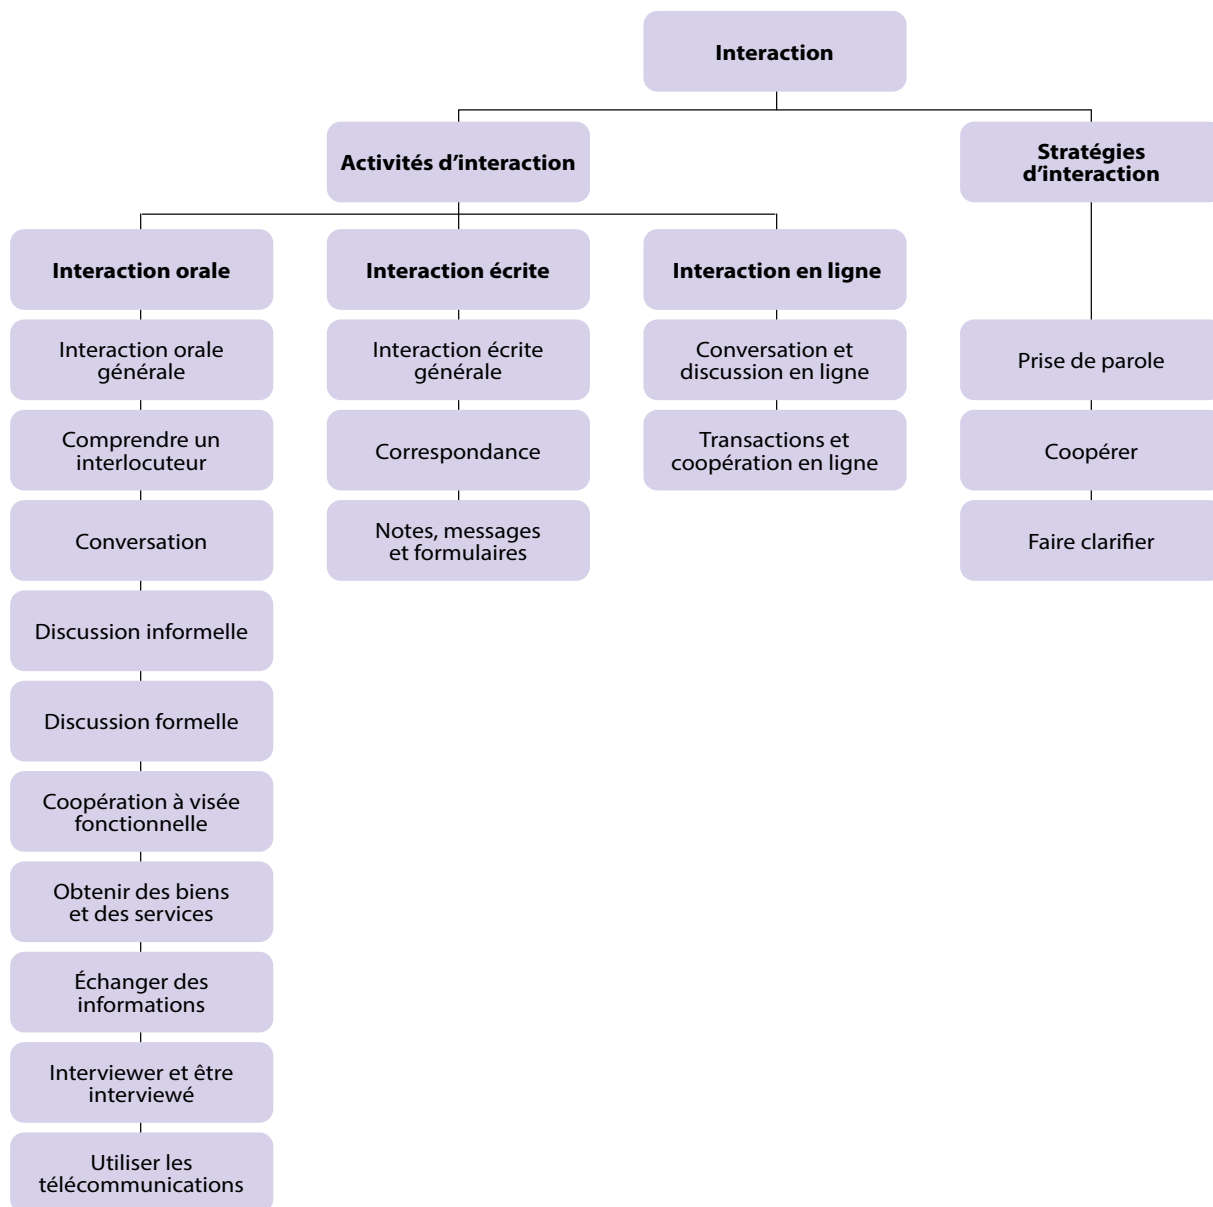 Interaction
Activités d’interaction
Stratégies
d’interaction
Interaction orale
Interaction écrite
Interaction en ligne
Interaction orale
générale
Interaction écrite
générale
Conversation et
discussion en ligne
Prise de parole
Comprendre un
interlocuteur
Correspondance
Transactions et
coopération en ligne
Coopérer
Conversation
Notes, messages
et formulaires
Faire clarifier
Discussion informelle
Discussion formelle
Coopération à visée
fonctionnelle
Obtenir des biens
et des services
Échanger des
informations
Interviewer et être
interviewé
Utiliser les
télécommunications